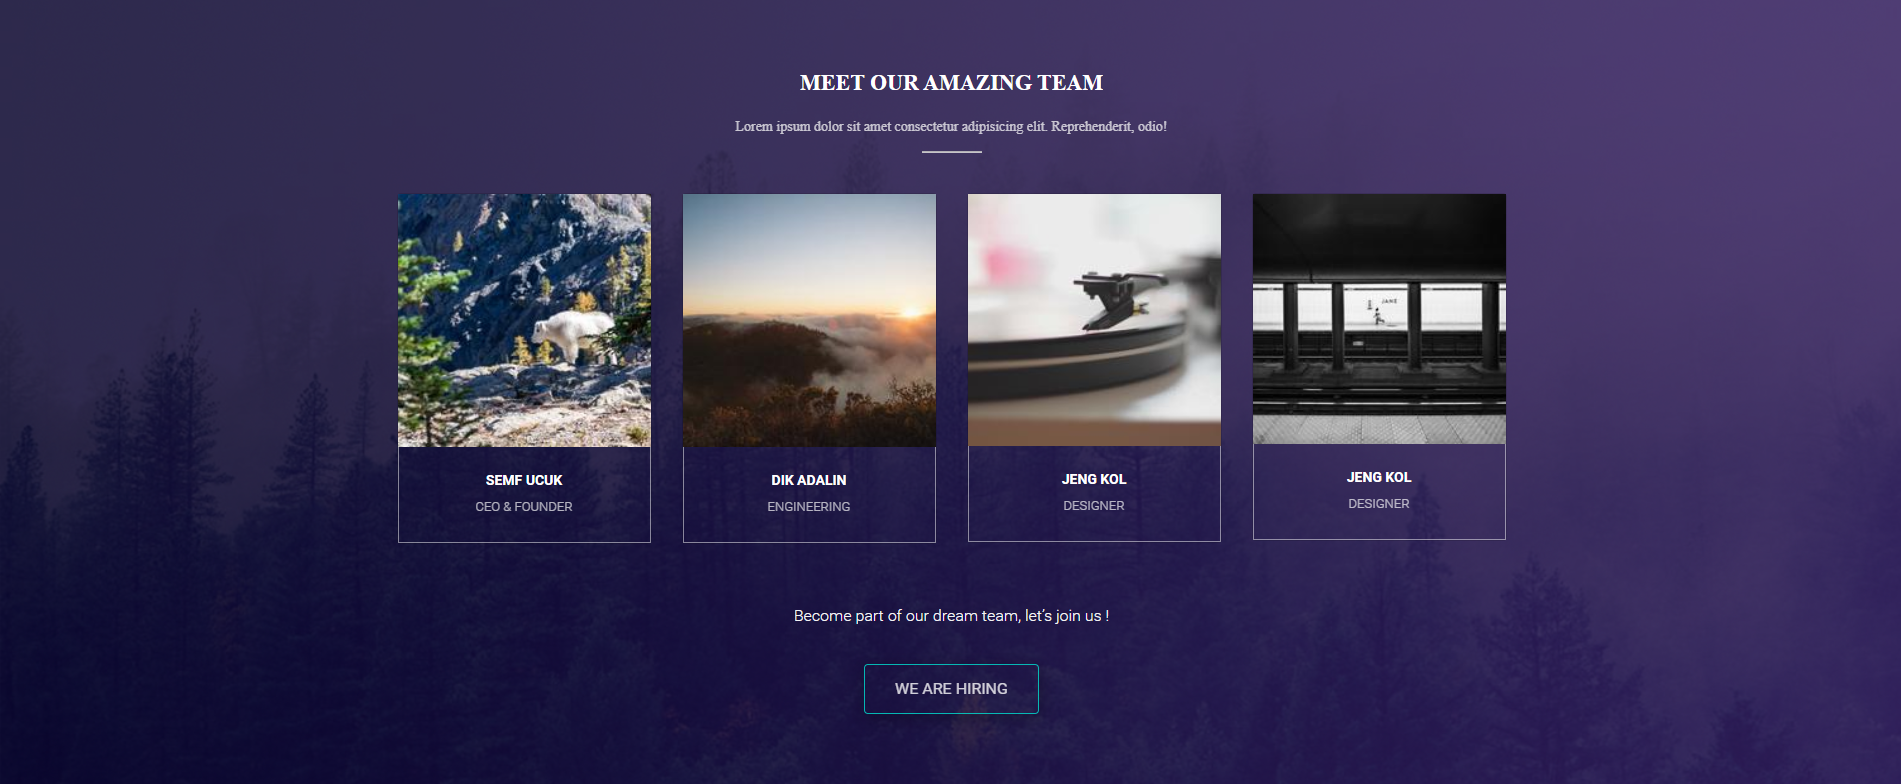 MEET OUR AMAZING TEAM
Lorem ipsum dolor sit amet consectetur adipisicing elit. Reprehenderit, odio!
JANE
SEMF UCUK
CEO & FOUNDER
DIK ADALIN
ENGINEERING
JENG KOL
DESIGNER
JENG KOL
DESIGNER
Become part of our dream team, let’s join us !
WE ARE HIRING